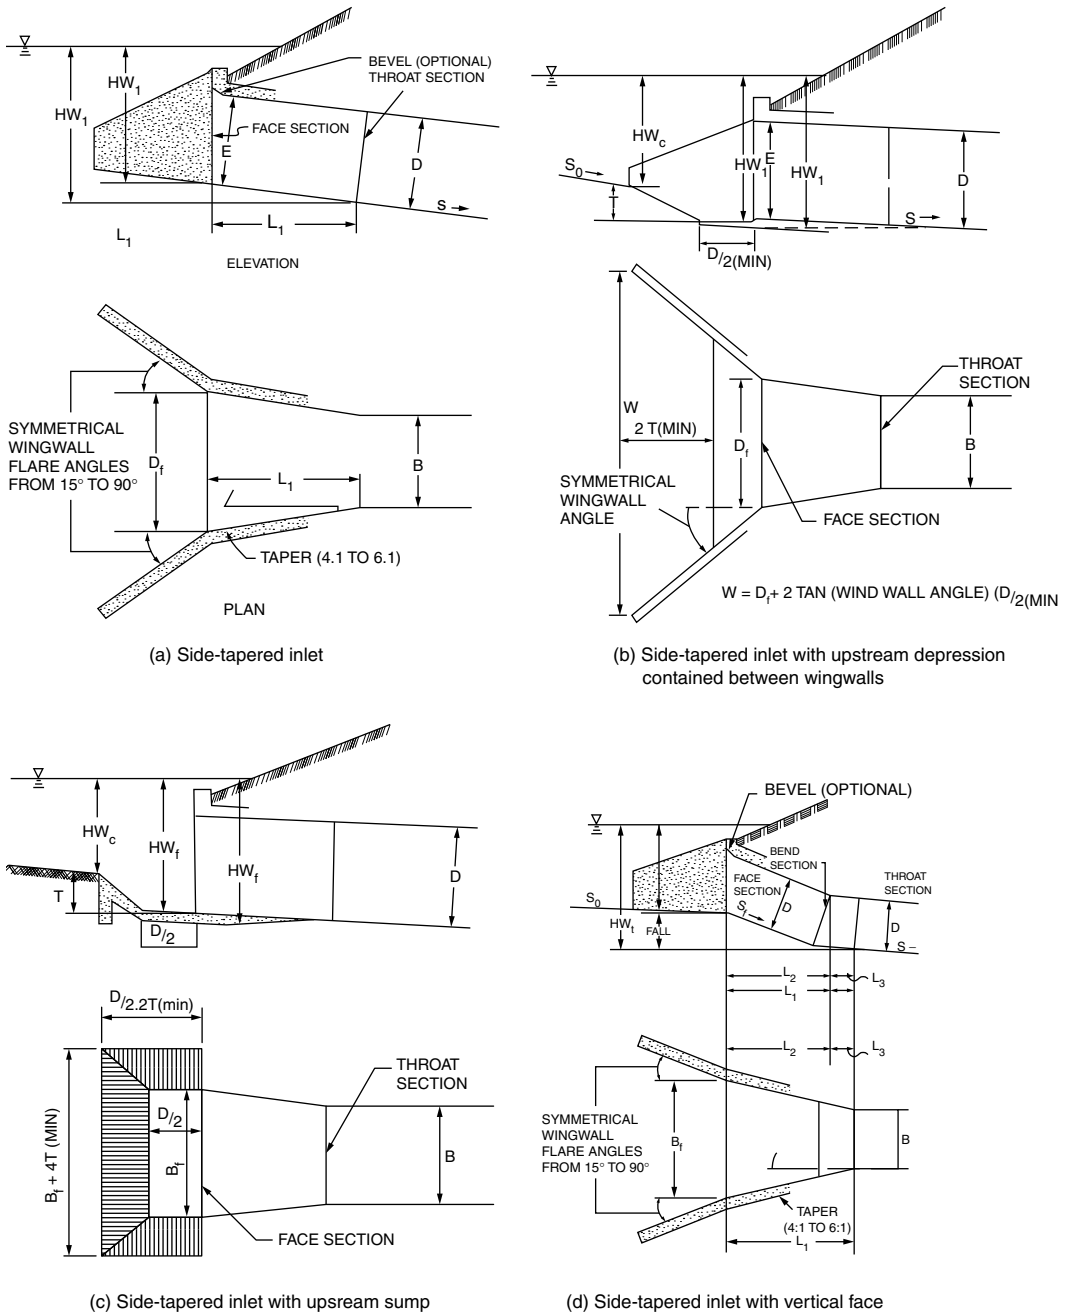 BEVEL (OPTIONAL)
THROAT SECTION
HW1
HW1
FACE SECTION
E
D
S
L1
L1
ELEVATION
SYMMETRICAL
WINGWALL
FLARE ANGLES
FROM 15° TO 90°
Df
L1
B
TAPER (4.1 TO 6.1)
PLAN
(a) Side-tapered inlet
HWc
S0
HW1
E
HW1
D
T
S
D/2(MIN)
THROAT
SECTION
W
2 T(MIN)
Df
B
SYMMETRICAL
WINGWALL
ANGLE
FACE SECTION
W = Df+ 2 TAN (WIND WALL ANGLE) (D/2(MIN
(b) Side-tapered inlet with upstream depression
contained between wingwalls
HWc
HWf
HWf
D
T
D/2
D/2.2T(min)
THROAT
SECTION
Bf + 4T (MIN)
D/2
Bf
B
FACE SECTION
(c) Side-tapered inlet with upsream sump
BEVEL (OPTIONAL)
BEND
SECTION
FACE
SECTION
THROAT
SECTION
S0
Sf
D
HWt
FALL
D
S –
L2
L3
L1
L2
L3
SYMMETRICAL
WINGWALL
FLARE ANGLES
FROM 15° TO 90°
Bf
B
TAPER
(4:1 TO 6:1)
L1
(d) Side-tapered inlet with vertical face